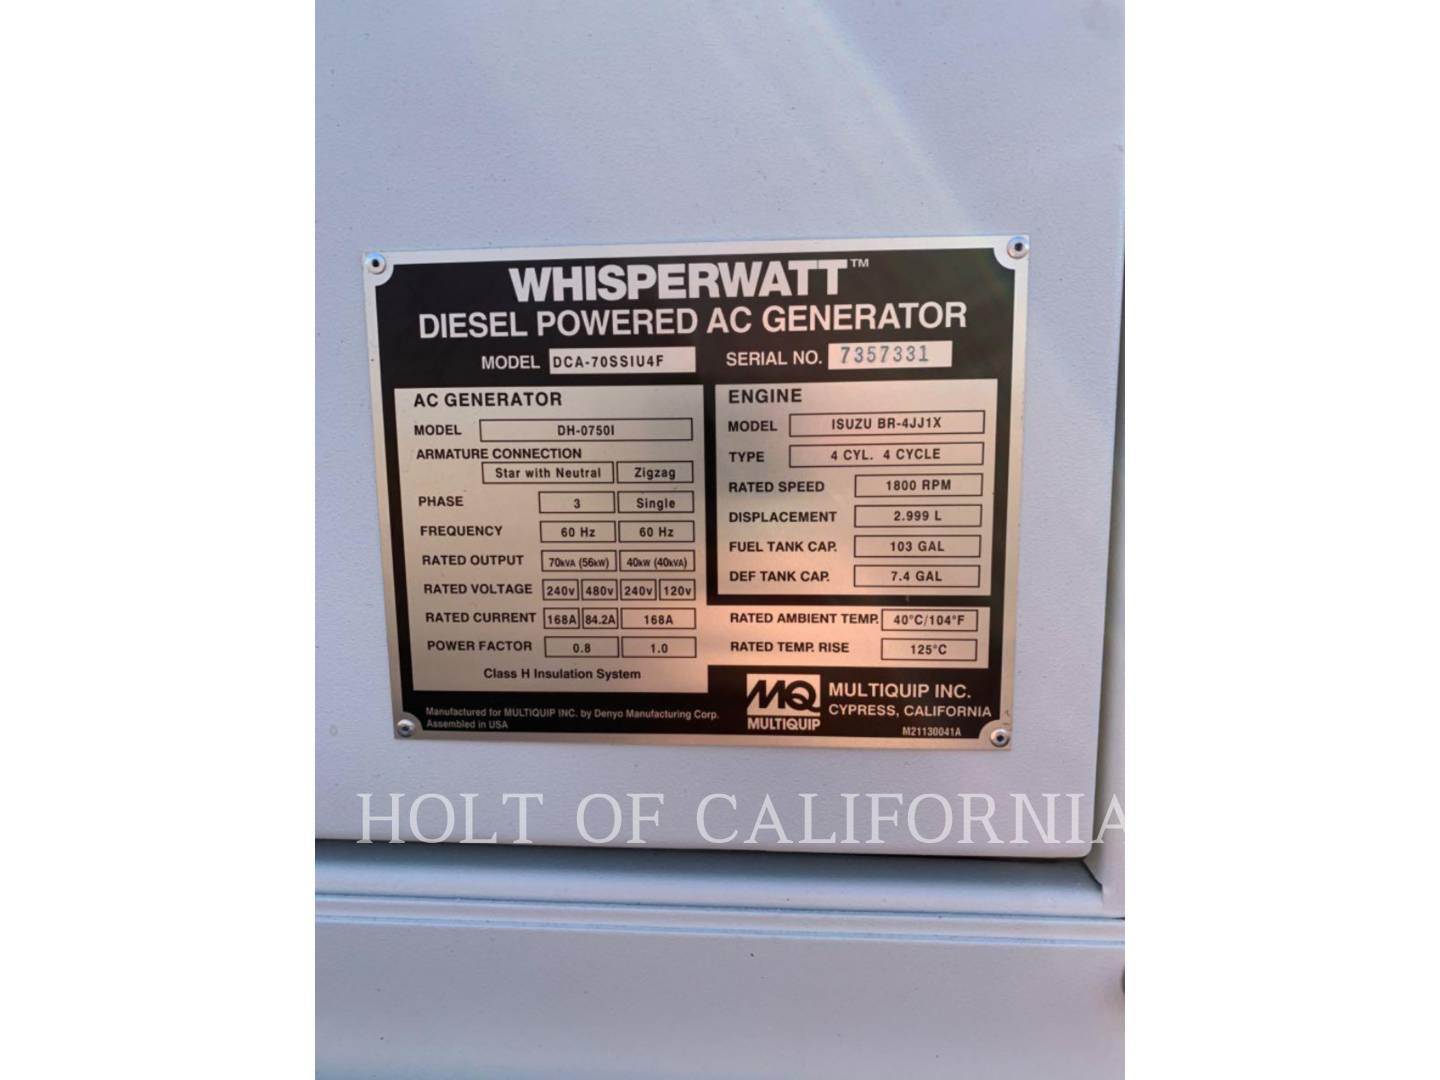 WHISPERWATT™
DIESEL POWERED AC GENERATOR
MODEL DCA-70SSIU4F SERIAL NO. 7357331
AC GENERATOR
MODEL DH-0750I
ARMATURE CONNECTION
Star with Neutral Zigzag
PHASE 3 Single
FREQUENCY 60 Hz 60 Hz
RATED OUTPUT 70kVA (56kW) 40kW (40kVA)
RATED VOLTAGE 240v 480v 240v 120v
RATED CURRENT 168A 84.2A 168A
POWER FACTOR 0.8 1.0
Class H Insulation System
ENGINE
MODEL ISUZU BR-4JJ1X
TYPE 4 CYL. 4 CYCLE
RATED SPEED 1800 RPM
DISPLACEMENT 2.999 L
FUEL TANK CAP. 103 GAL
DEF TANK CAP. 7.4 GAL
RATED AMBIENT TEMP. 40°C/104°F
RATED TEMP. RISE 125°C
Manufactured for MULTIQUIP INC. by Denyo Manufacturing Corp.
Assembled in USA
MQ
MULTIQUIP
MULTIQUIP INC.
CYPRESS, CALIFORNIA
M21130041A
HOLT OF CALIFORNIA